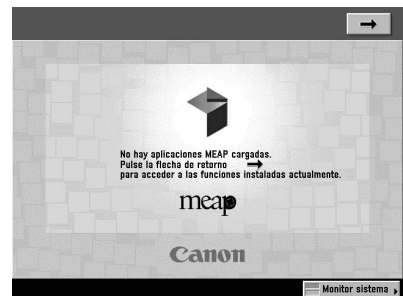 No hay aplicaciones MEAP cargadas.
Pulse la flecha de retorno →
para acceder a las funciones instaladas actualmente.
meap
Canon
Monitor sistema